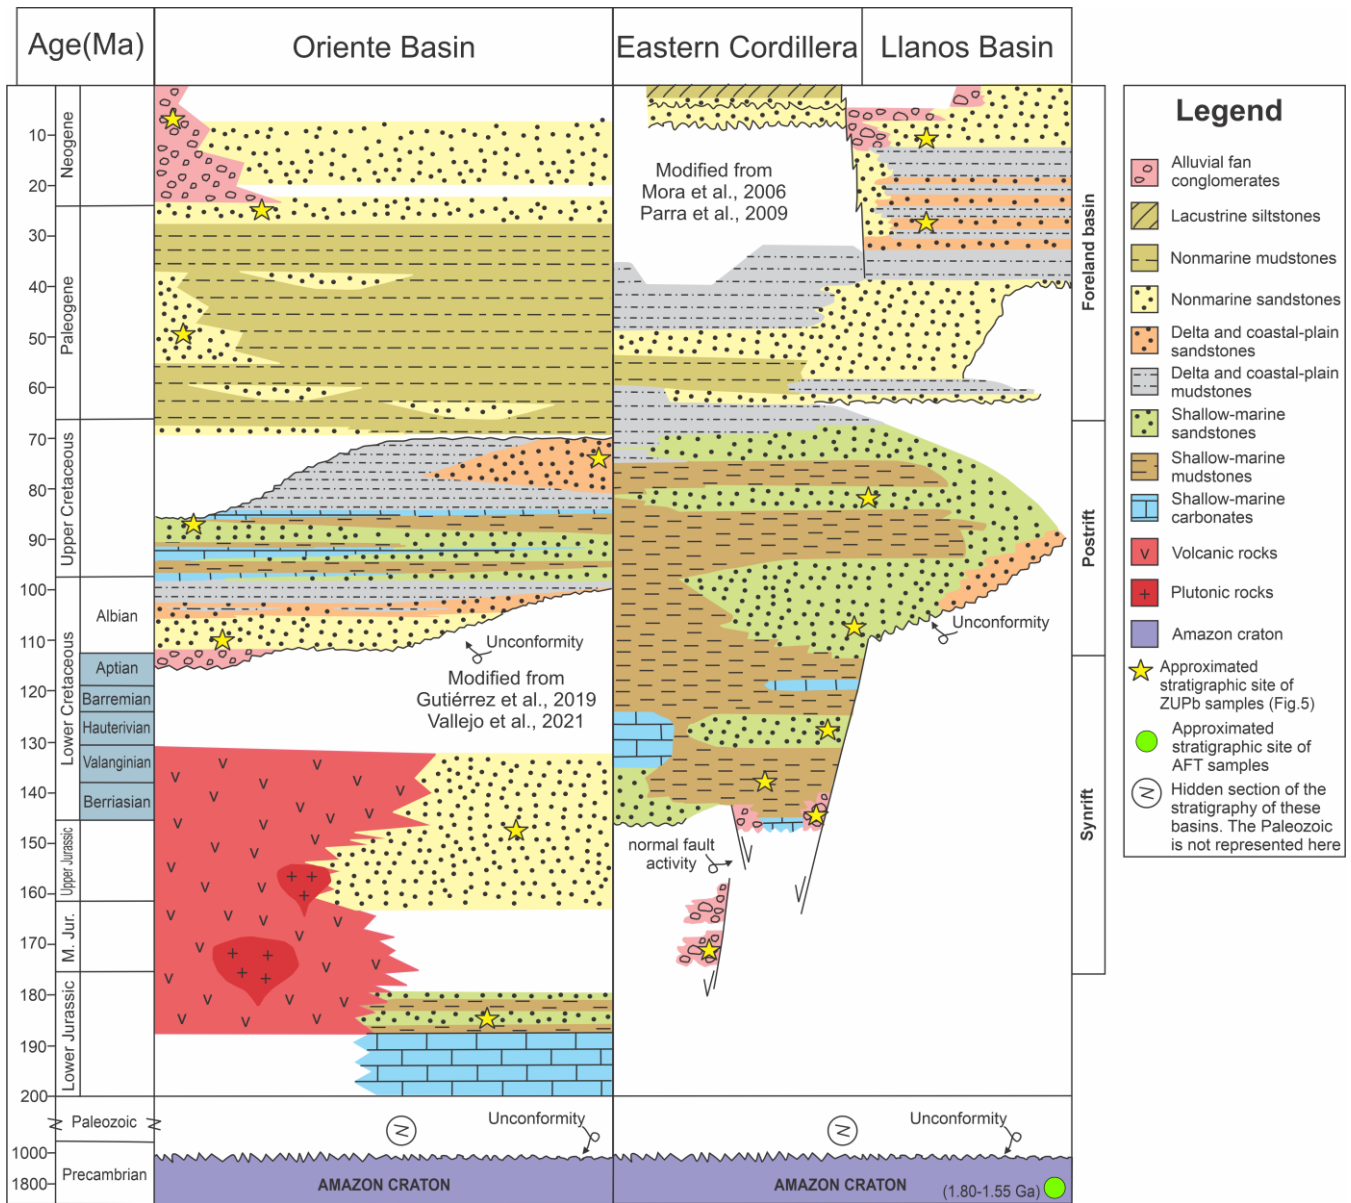 Age(Ma)
Oriente Basin
Eastern Cordillera
Llanos Basin
10
20
30
40
50
60
70
80
90
100
110
120
130
140
150
160
170
180
190
200
1000
1800
Neogene
Paleogene
Upper Cretaceous
Lower Cretaceous
Albian
Aptian
Barremian
Hauterivian
Valanginian
Berriasian
Upper Jurassic
M. Jur.
Lower Jurassic
Paleozoic
Precambrian
Unconformity
Modified from
Gutiérrez et al., 2019
Vallejo et al., 2021
N
Unconformity
AMAZON CRATON
Modified from
Mora et al., 2006
Parra et al., 2009
Unconformity
normal fault
activity
N
Unconformity
AMAZON CRATON
(1.80-1.55 Ga)
Foreland basin
Postrift
Synrift
Legend
Alluvial fan
conglomerates
Lacustrine siltstones
Nonmarine mudstones
Nonmarine sandstones
Delta and coastal-plain
sandstones
Delta and coastal-plain
mudstones
Shallow-marine
sandstones
Shallow-marine
mudstones
Shallow-marine
carbonates
Volcanic rocks
Plutonic rocks
Amazon craton
Approximated
stratigraphic site of
ZUPb samples (Fig.5)
Approximated
stratigraphic site of
AFT samples
N
Hidden section of the
stratigraphy of these
basins. The Paleozoic
is not represented here